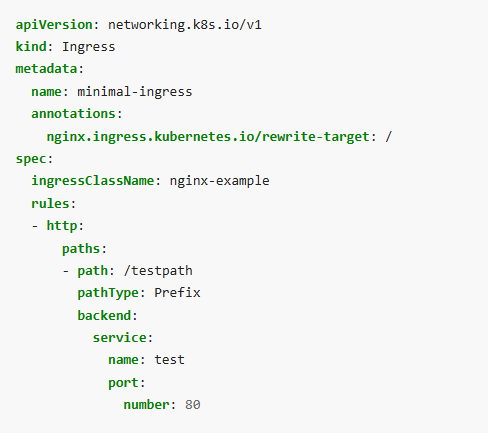 apiVersion: networking.k8s.io/v1
kind: Ingress
metadata:
  name: minimal-ingress
  annotations:
    nginx.ingress.kubernetes.io/rewrite-target: /
spec:
  ingressClassName: nginx-example
  rules:
  - http:
      paths:
      - path: /testpath
        pathType: Prefix
        backend:
          service:
            name: test
            port:
              number: 80